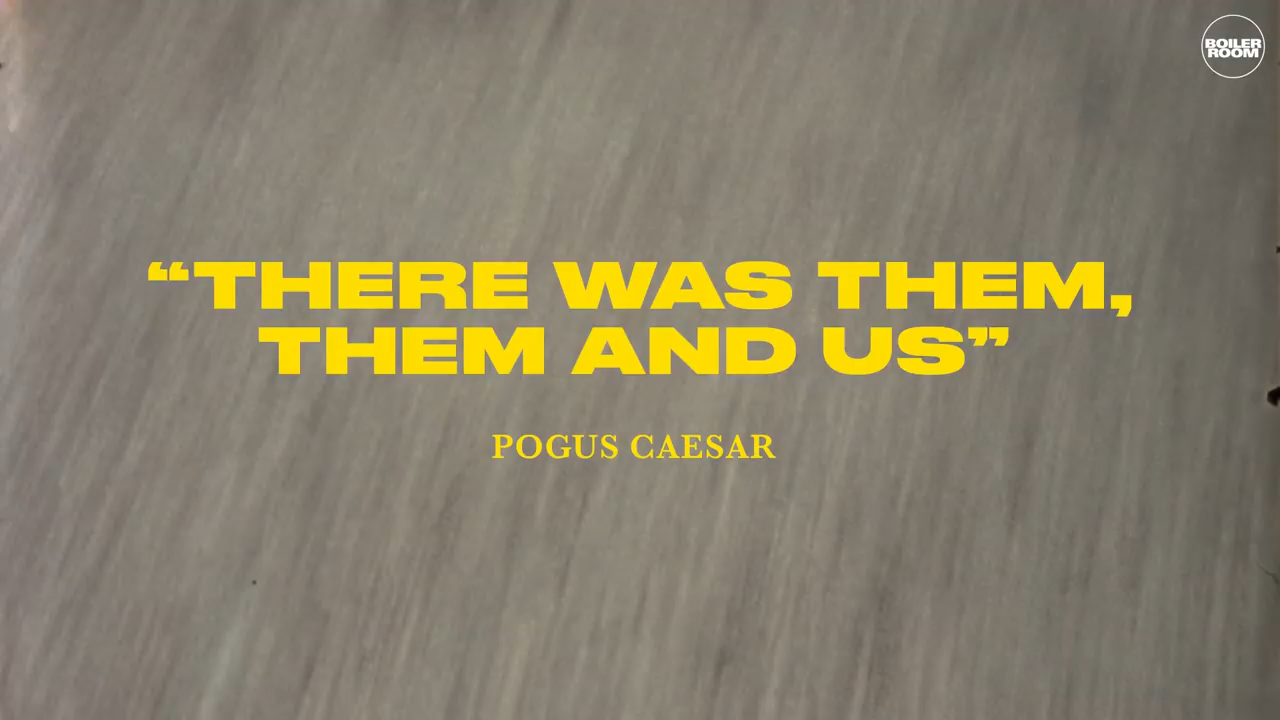 BOILER
ROOM
“THERE WAS THEM,
THEM AND US”
POGUS CAESAR